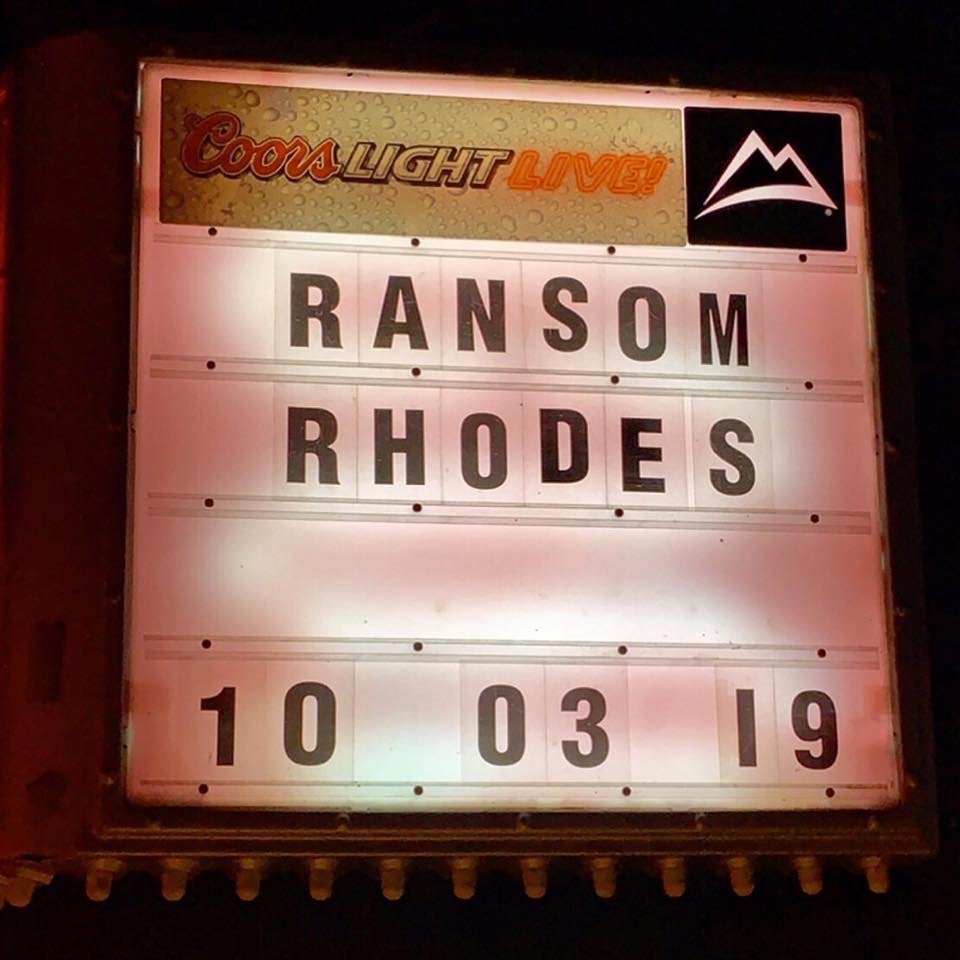 Coors LIGHT LIVE!
RANSOM
RHODES
10 03 19